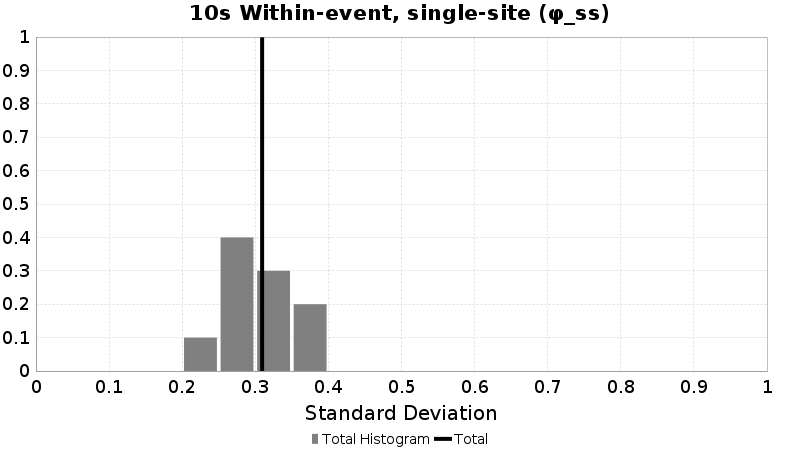 10s Within-event, single-site (φ_ss)
1
0.9
0.8
0.7
0.6
0.5
0.4
0.3
0.2
0.1
0
0 0.1 0.2 0.3 0.4 0.5 0.6 0.7 0.8 0.9 1
Standard Deviation
Total Histogram Total